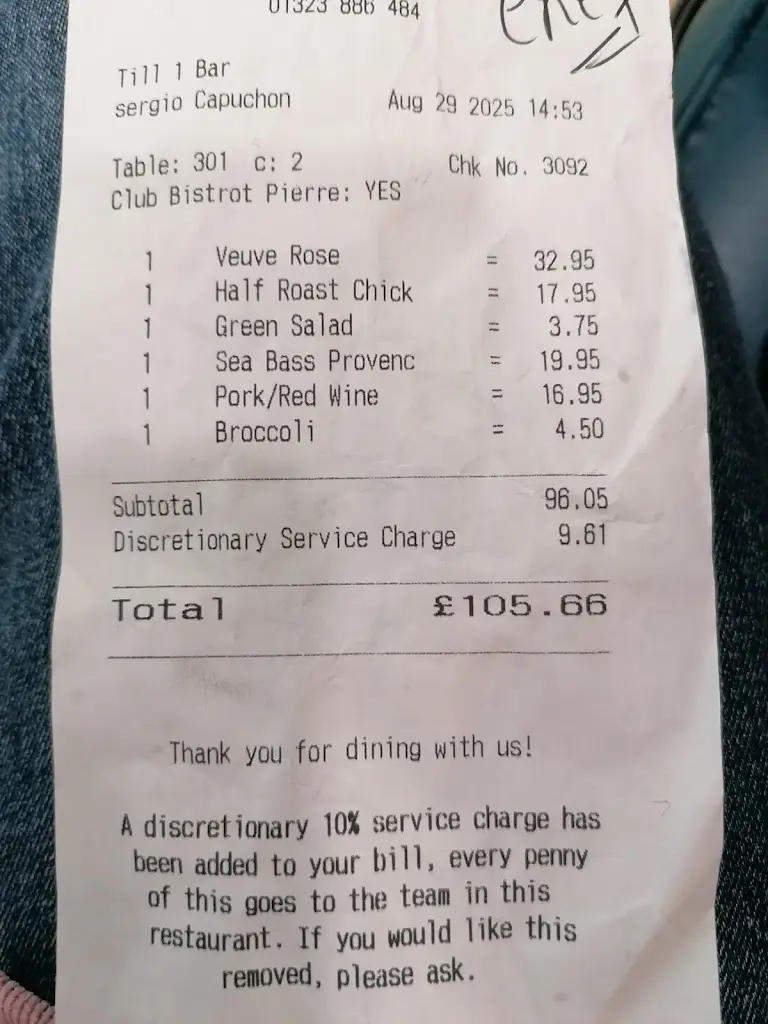 01323 886 484
Till 1 Bar
sergio Capuchon Aug 29 2025 14:53
Table: 301 c: 2 Chk No. 3092
Club Bistrot Pierre: YES
1 Veuve Rose = 32.95
1 Half Roast Chick = 17.95
1 Green Salad = 3.75
1 Sea Bass Provenc = 19.95
1 Pork/Red Wine = 16.95
1 Broccoli = 4.50
Subtotal 96.05
Discretionary Service Charge 9.61
Total £105.66
Thank you for dining with us!
A discretionary 10% service charge has
been added to your bill, every penny
of this goes to the team in this
restaurant. If you would like this
removed, please ask.